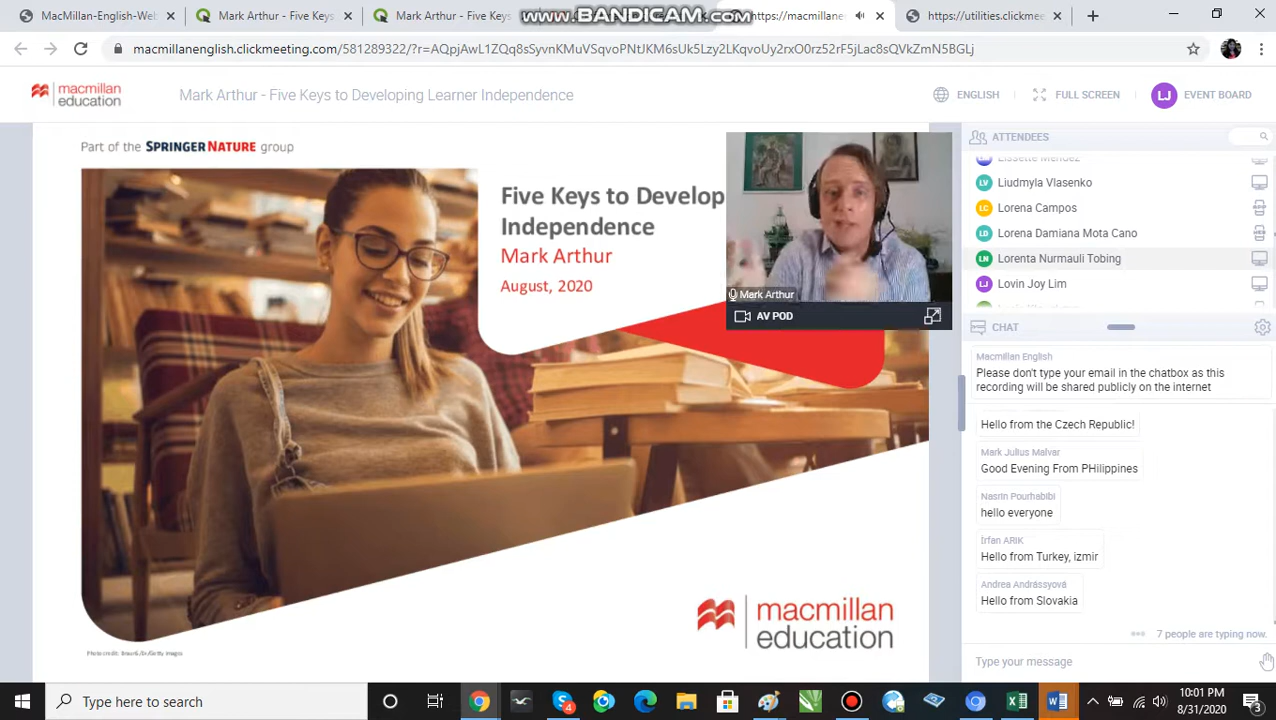 MacMillan-English-Web
Mark Arthur - Five Keys to
Mark Arthur - Five Keys
www.BANDICAM.com
https://macmillane
https://utilities.clickmee
macmillanenglish.clickmeeting.com/581289322/?r=AQpjAwL1ZQq8sSyvnKMuVSqvoPNtJKM6sUk5Lzy2LKqvoUy2rxO0rz52rF5jLac8sQVkZmN5BGLj
macmillan
education
Mark Arthur - Five Keys to Developing Learner Independence
ENGLISH
FULL SCREEN
LJ
EVENT BOARD
Part of the SPRINGER NATURE group
Five Keys to Develop
Independence
Mark Arthur
August, 2020
Mark Arthur
AV POD
macmillan
education
ATTENDEES
Lissette Mendez
LV Liudmyla Vlasenko
LC Lorena Campos
LD Lorena Damiana Mota Cano
LN Lorenta Nurmauli Tobing
LJ Lovin Joy Lim
CHAT
Macmillan English
Please don't type your email in the chatbox as this
recording will be shared publicly on the internet
Hello from the Czech Republic!
Mark Julius Malvar
Good Evening From PHilippines
Nasrin Pourhabibi
hello everyone
İrfan ARIK
Hello from Turkey, izmir
Andrea Andrássyová
Hello from Slovakia
7 people are typing now.
Type your message
Type here to search
4
10:01 PM
8/31/2020
3